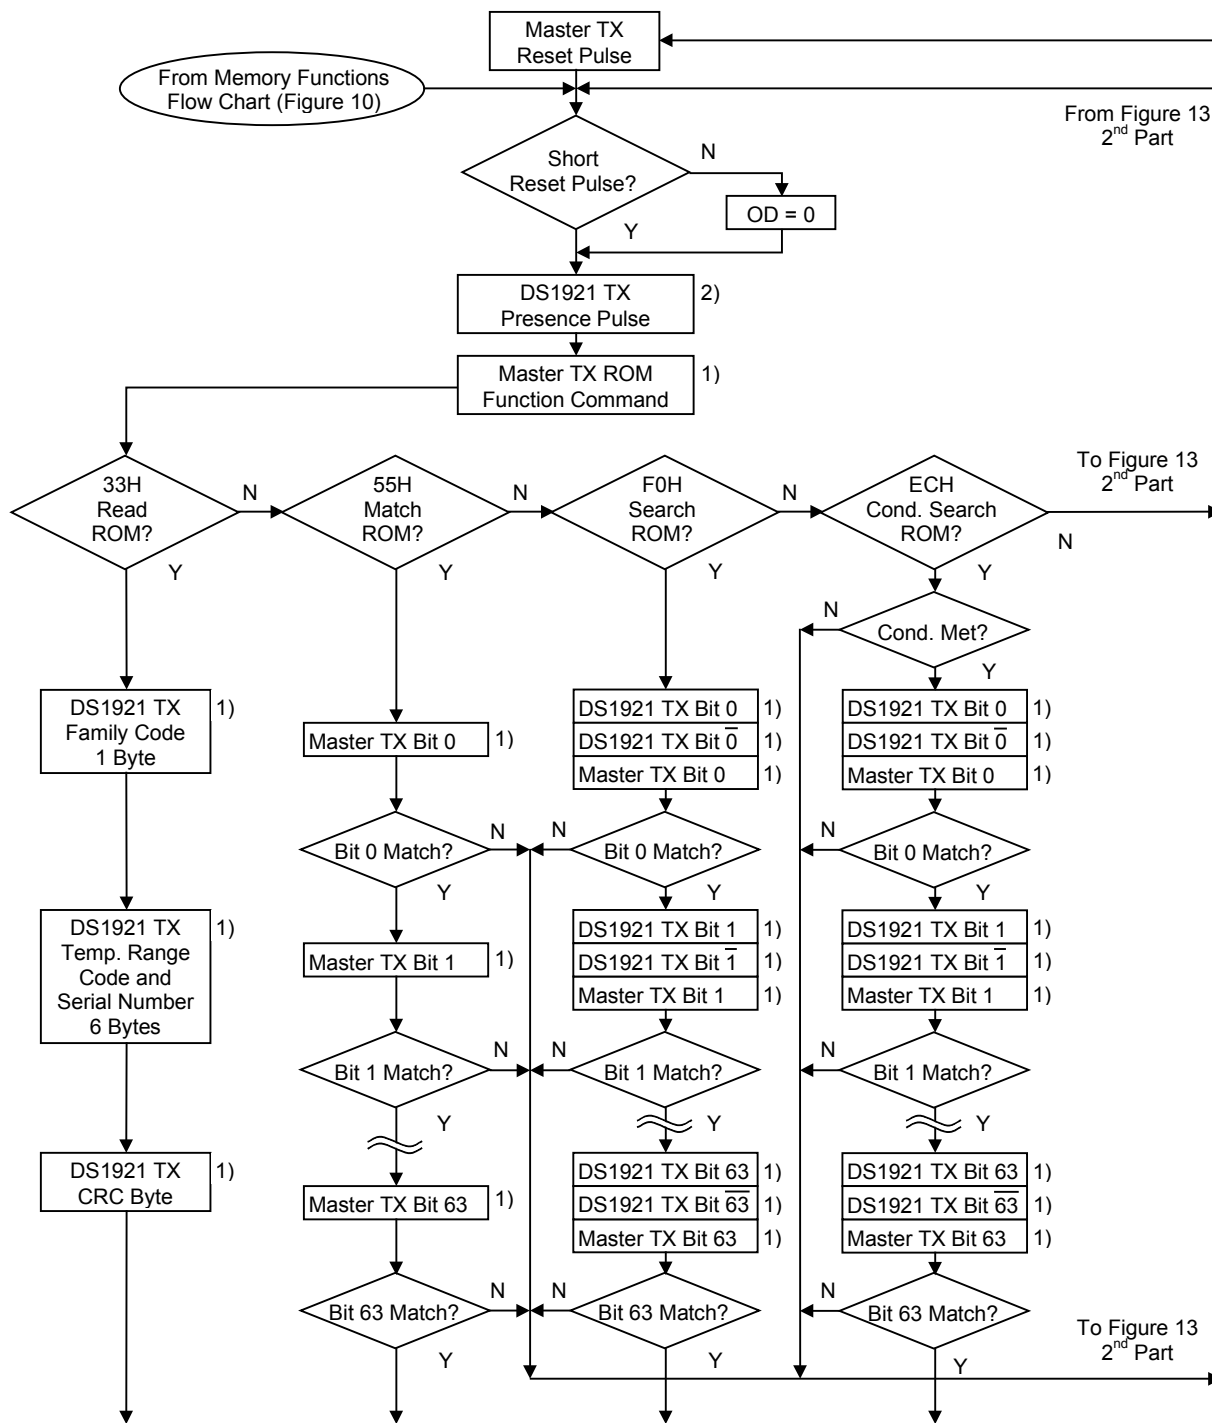 Master TX
Reset Pulse
From Memory Functions
Flow Chart (Figure 10)
From Figure 13
2nd Part
Short
Reset Pulse?
N
OD = 0
Y
DS1921 TX
Presence Pulse
2)
Master TX ROM
Function Command
1)
33H
Read
ROM?
N
Y
55H
Match
ROM?
N
Y
F0H
Search
ROM?
N
Y
ECH
Cond. Search
ROM?
N
Y
To Figure 13
2nd Part
N
Cond. Met?
Y
DS1921 TX
Family Code
1 Byte
1)
DS1921 TX
Temp. Range
Code and
Serial Number
6 Bytes
1)
DS1921 TX
CRC Byte
1)
Master TX Bit 0
1)
Bit 0 Match?
N
Y
Master TX Bit 1
1)
Bit 1 Match?
N
Y
Master TX Bit 63
1)
Bit 63 Match?
N
Y
DS1921 TX Bit 0
1)
DS1921 TX Bit 0̅
1)
Master TX Bit 0
1)
N
Bit 0 Match?
Y
DS1921 TX Bit 1
1)
DS1921 TX Bit 1̅
1)
Master TX Bit 1
1)
N
Bit 1 Match?
Y
DS1921 TX Bit 63
1)
DS1921 TX Bit 6̅3̅
1)
Master TX Bit 63
1)
N
Bit 63 Match?
Y
DS1921 TX Bit 0
1)
DS1921 TX Bit 0̅
1)
Master TX Bit 0
1)
N
Bit 0 Match?
Y
DS1921 TX Bit 1
1)
DS1921 TX Bit 1̅
1)
Master TX Bit 1
1)
N
Bit 1 Match?
Y
DS1921 TX Bit 63
1)
DS1921 TX Bit 6̅3̅
1)
Master TX Bit 63
1)
N
Bit 63 Match?
Y
To Figure 13
2nd Part